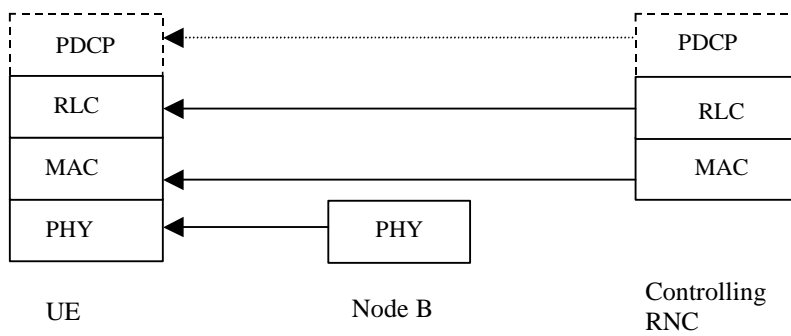 PDCP
PDCP
RLC
RLC
MAC
MAC
PHY
PHY
UE
Node B
Controlling
RNC